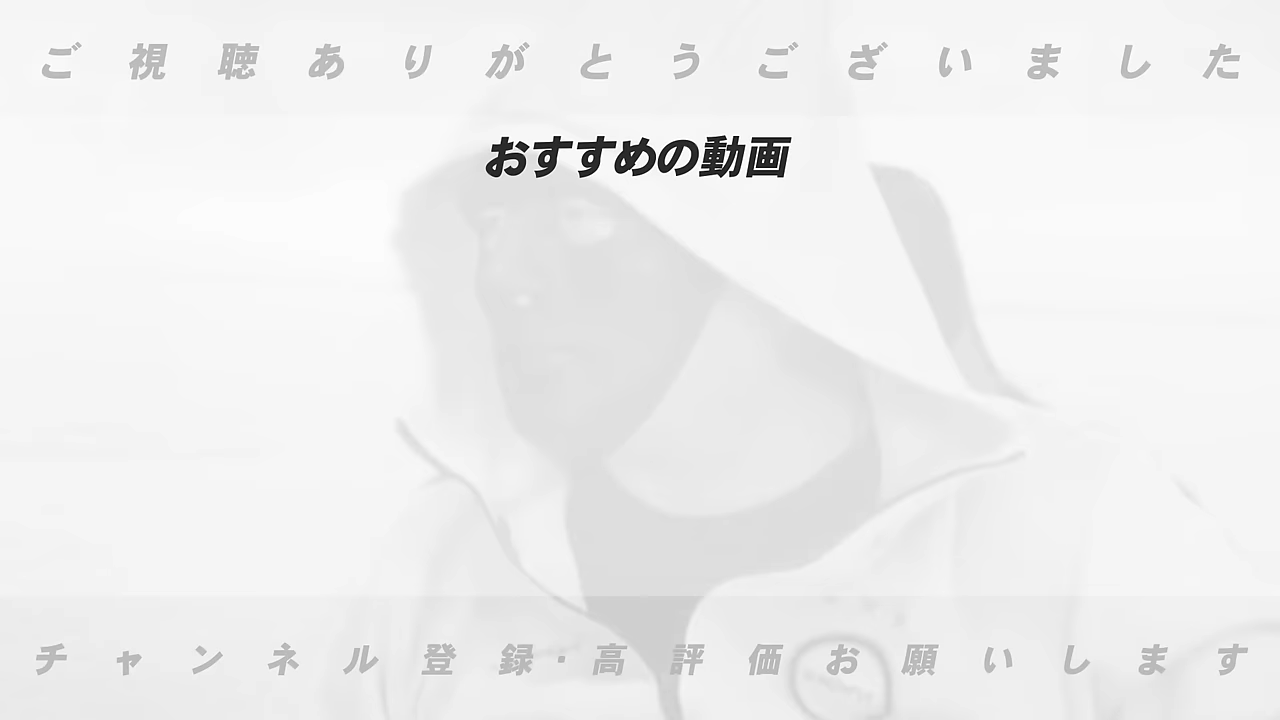 ご視聴ありがとうございました
おすすめの動画
チャンネル登録・高評価お願いします